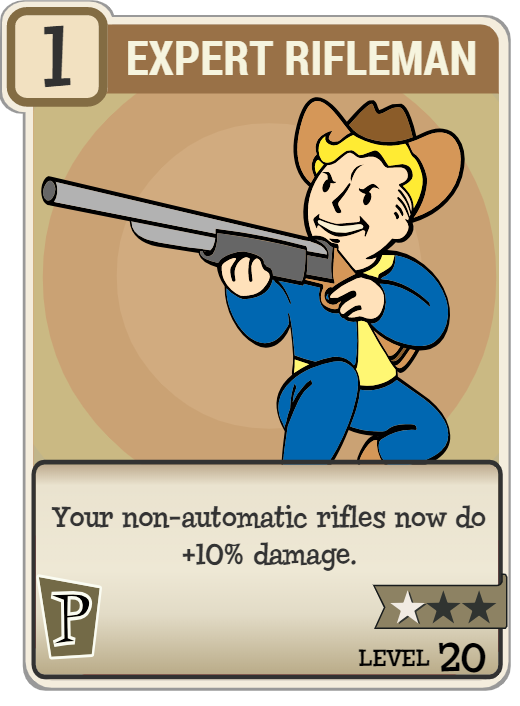 1
EXPERT RIFLEMAN
Your non-automatic rifles now do
+10% damage.
P
LEVEL 20